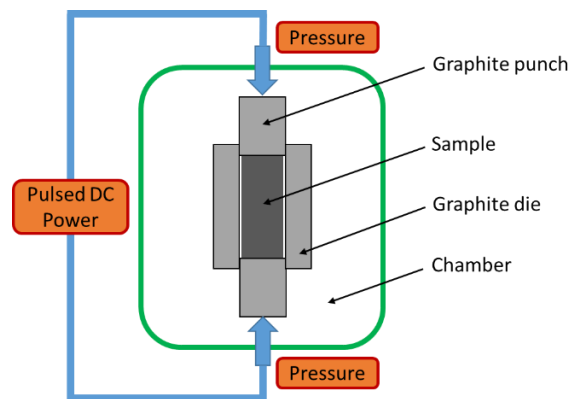 Pressure
Graphite punch
Sample
Pulsed DC
Power
Graphite die
Chamber
Pressure